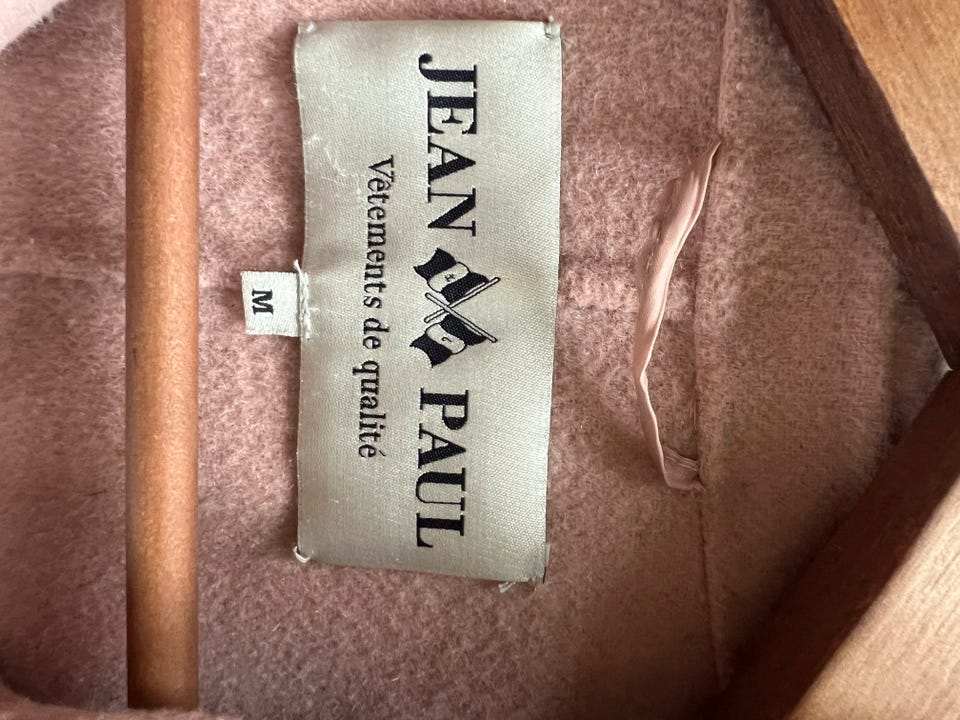 JEAN PAUL
Vêtements de qualité
M